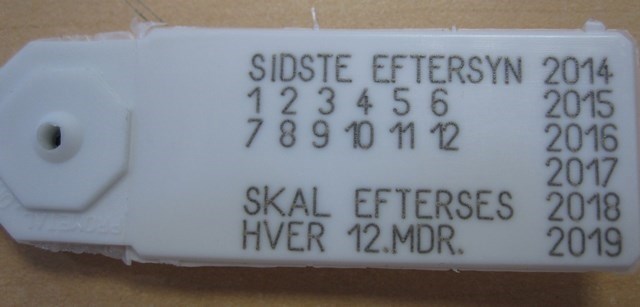 SIDSTE EFTERSYN 2014
1 2 3 4 5 6 2015
7 8 9 10 11 12 2016
2017
SKAL EFTERSES 2018
HVER 12.MDR. 2019